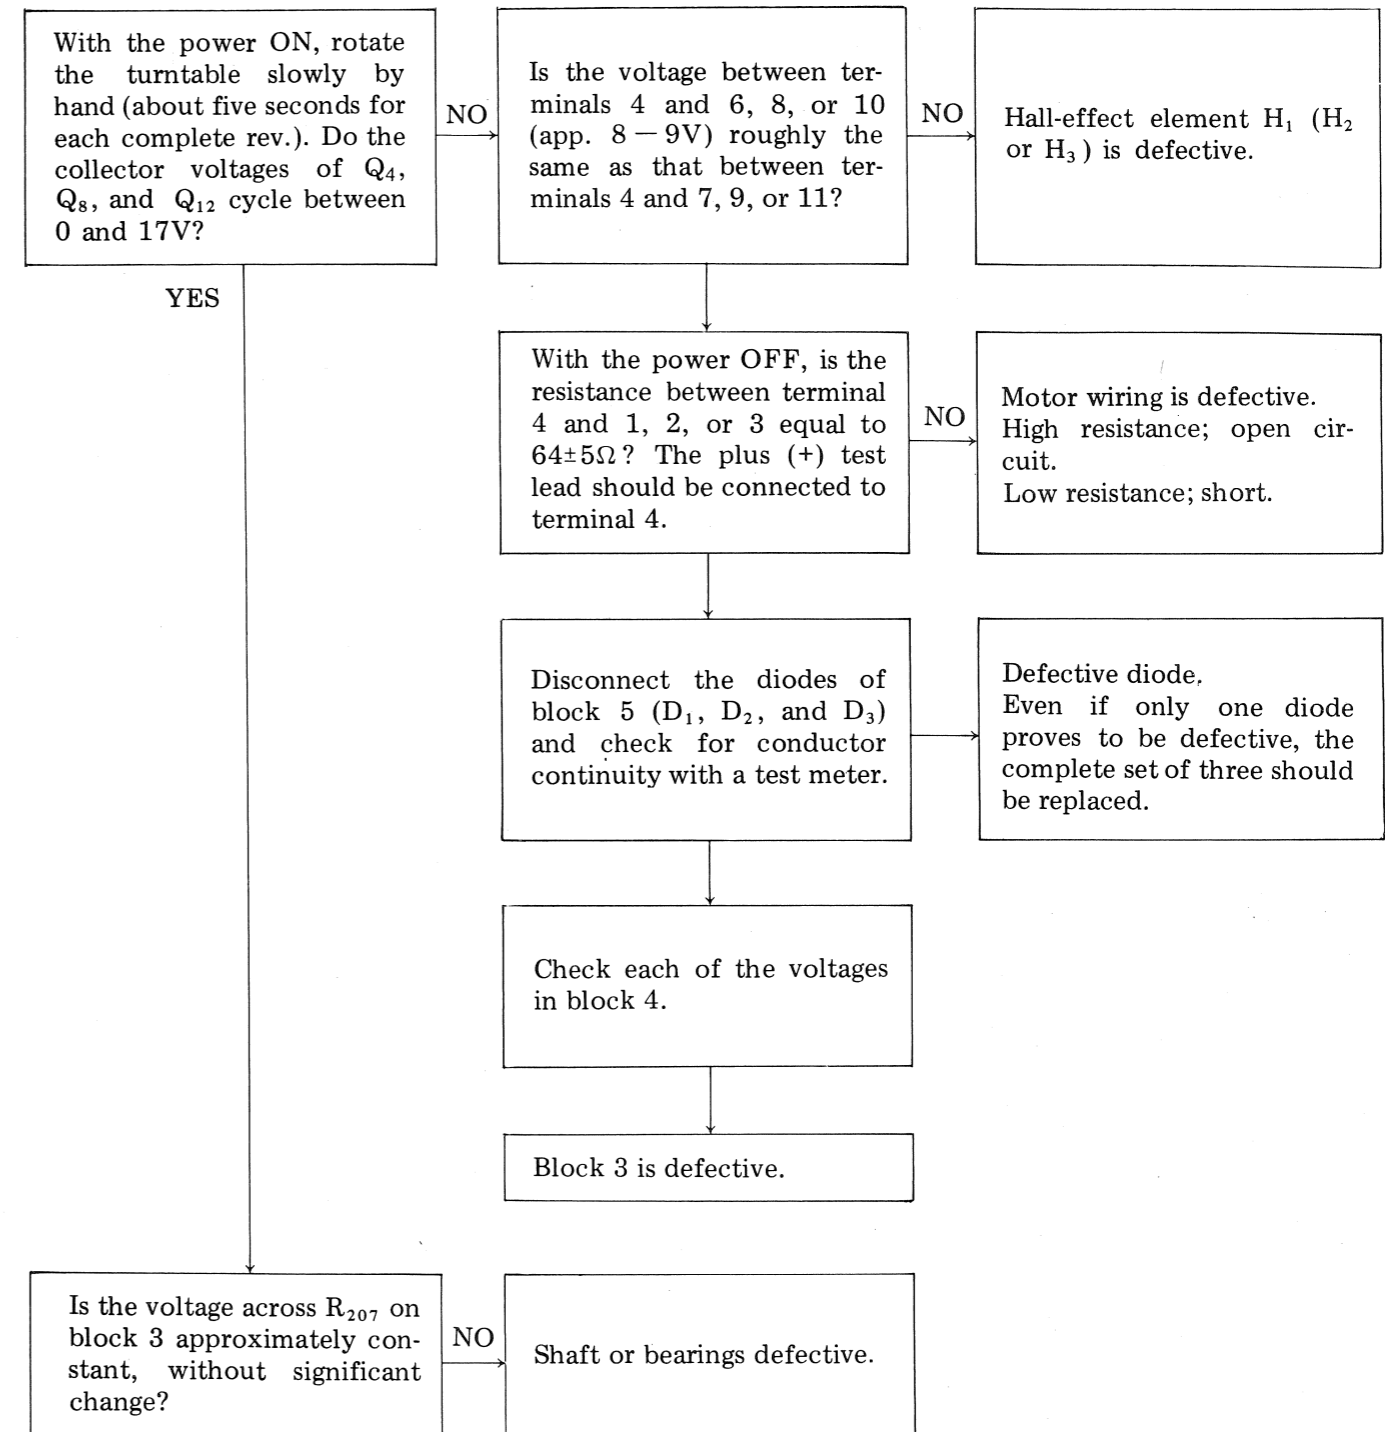 With the power ON, rotate
the turntable slowly by
hand (about five seconds for
each complete rev.). Do the
collector voltages of Q4,
Q8, and Q12 cycle between
0 and 17V?
NO
Is the voltage between ter-
minals 4 and 6, 8, or 10
(app. 8 — 9V) roughly the
same as that between ter-
minals 4 and 7, 9, or 11?
NO
Hall-effect element H1 (H2
or H3) is defective.
YES
With the power OFF, is the
resistance between terminal
4 and 1, 2, or 3 equal to
64±5Ω? The plus (+) test
lead should be connected to
terminal 4.
NO
Motor wiring is defective.
High resistance; open cir-
cuit.
Low resistance; short.
Disconnect the diodes of
block 5 (D1, D2, and D3)
and check for conductor
continuity with a test meter.
Defective diode.
Even if only one diode
proves to be defective, the
complete set of three should
be replaced.
Check each of the voltages
in block 4.
Block 3 is defective.
Is the voltage across R207 on
block 3 approximately con-
stant, without significant
change?
NO
Shaft or bearings defective.